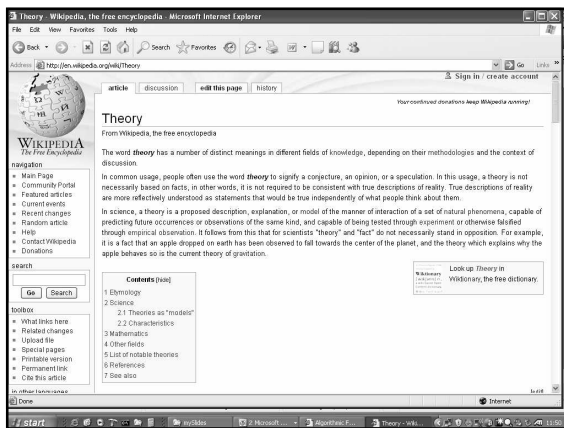 Theory - Wikipedia, the free encyclopedia - Microsoft Internet Explorer
File Edit View Favorites Tools Help
Back Search Favorites
Address http://en.wikipedia.org/wiki/Theory Go Links
Sign in / create account
article discussion edit this page history
Your continued donations keep Wikipedia running!
Theory
From Wikipedia, the free encyclopedia
The word theory has a number of distinct meanings in different fields of knowledge, depending on their methodologies and the context of
discussion.
In common usage, people often use the word theory to signify a conjecture, an opinion, or a speculation. In this usage, a theory is not
necessarily based on facts, in other words, it is not required to be consistent with true descriptions of reality. True descriptions of reality
are more reflectively understood as statements that would be true independently of what people think about them.
In science, a theory is a proposed description, explanation, or model of the manner of interaction of a set of natural phenomena, capable of
predicting future occurrences or observations of the same kind, and capable of being tested through experiment or otherwise falsified
through empirical observation. It follows from this that for scientists "theory" and "fact" do not necessarily stand in opposition. For example,
it is a fact that an apple dropped on earth has been observed to fall towards the center of the planet, and the theory which explains why the
apple behaves so is the current theory of gravitation.
Wiktionary
Look up Theory in
Wiktionary, the free dictionary.
Contents [hide]
1 Etymology
2 Science
2.1 Theories as "models"
2.2 Characteristics
3 Mathematics
4 Other fields
5 List of notable theories
6 References
7 See also
[edit]
WIKIPEDIA
The Free Encyclopedia
navigation
Main Page
Community Portal
Featured articles
Current events
Recent changes
Random article
Help
Contact Wikipedia
Donations
search
Go Search
toolbox
What links here
Related changes
Upload file
Special pages
Printable version
Permanent link
Cite this article
in other languages
Done Internet
start mySlides 2 Microsoft ... Algorithmic F... Theory - Wiki... 11:50